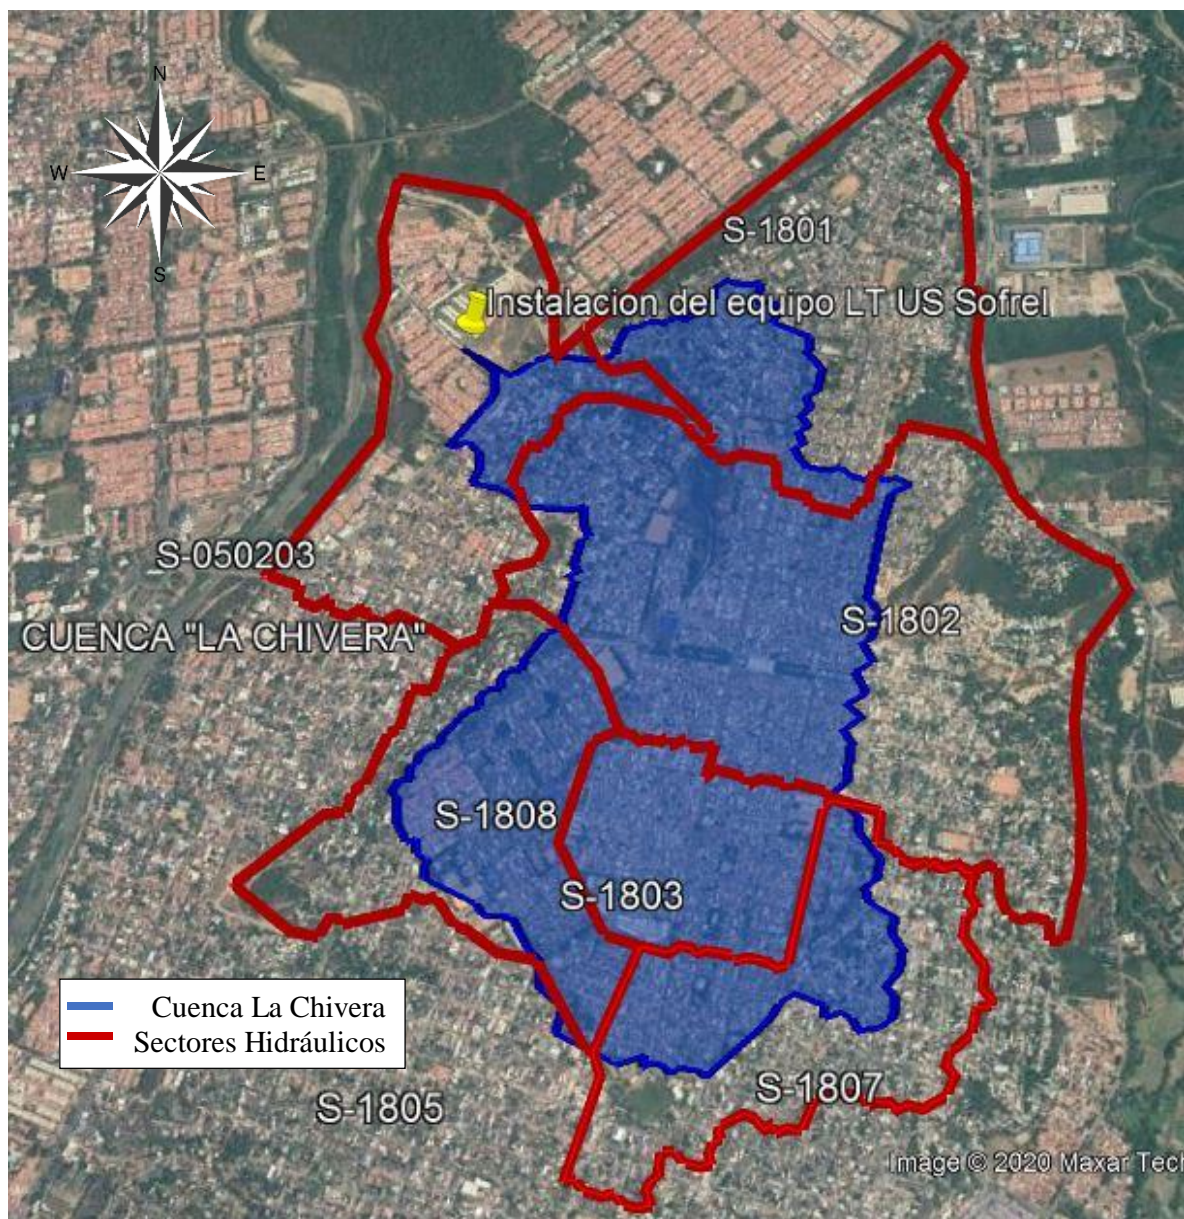 N
W E
S
S-1801
Instalacion del equipo LT US Sofrel
S-050203
CUENCA "LA CHIVERA"
S-1802
S-1808
S-1803
Cuenca La Chivera
Sectores Hidráulicos
S-1805
S-1807
Image © 2020 Maxar Tech